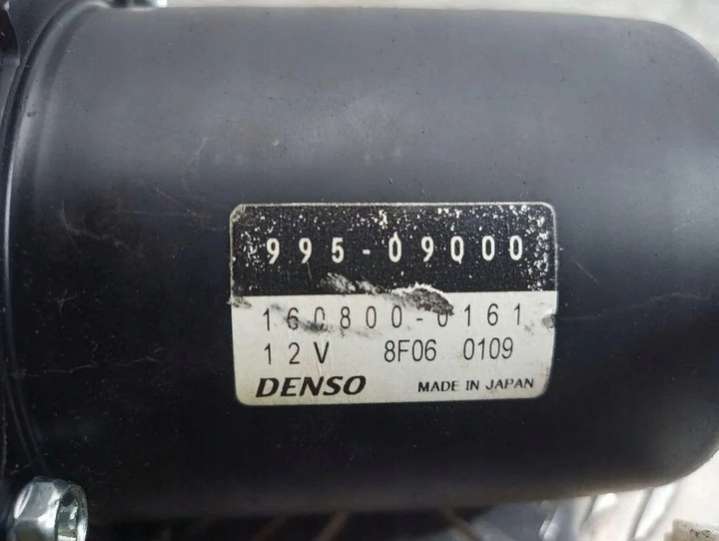 995-09000
160800-0161
12V 8F06 0109
DENSO MADE IN JAPAN